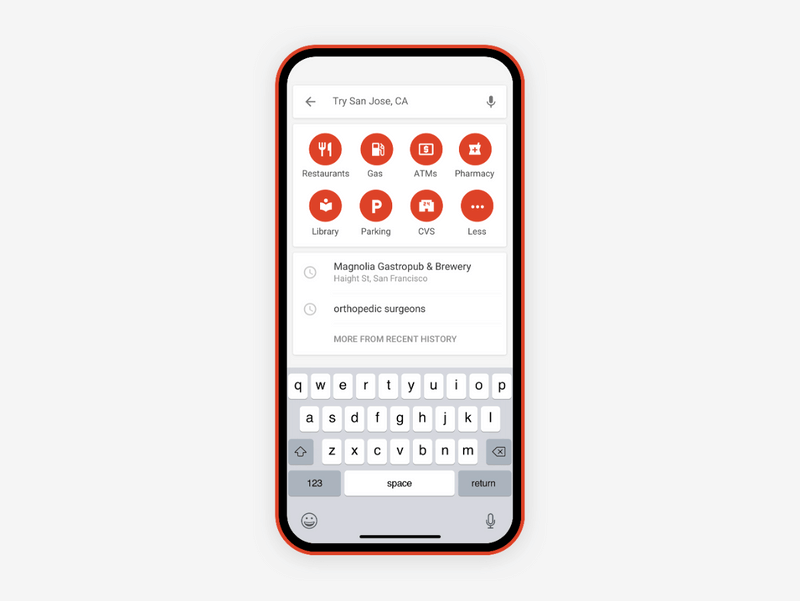 Try San Jose, CA
Restaurants Gas ATMs Pharmacy
Library Parking CVS Less
Magnolia Gastropub & Brewery
Haight St, San Francisco
orthopedic surgeons
MORE FROM RECENT HISTORY
q w e r t y u i o p
a s d f g h j k l
z x c v b n m
123 space return